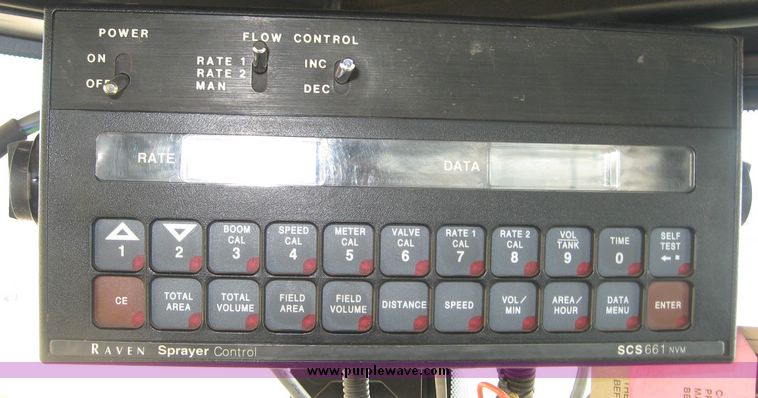 POWER
FLOW CONTROL
ON
OFF
RATE 1
RATE 2
MAN
INC
DEC
RATE
DATA
1
2
BOOM CAL 3
SPEED CAL 4
METER CAL 5
VALVE CAL 6
RATE 1 CAL 7
RATE 2 CAL 8
VOL TANK 9
TIME 0
SELF TEST
CE
TOTAL AREA
TOTAL VOLUME
FIELD AREA
FIELD VOLUME
DISTANCE
SPEED
VOL/ MIN
AREA/ HOUR
DATA MENU
ENTER
RAVEN Sprayer Control
SCS 661 NVM
www.purplewave.com